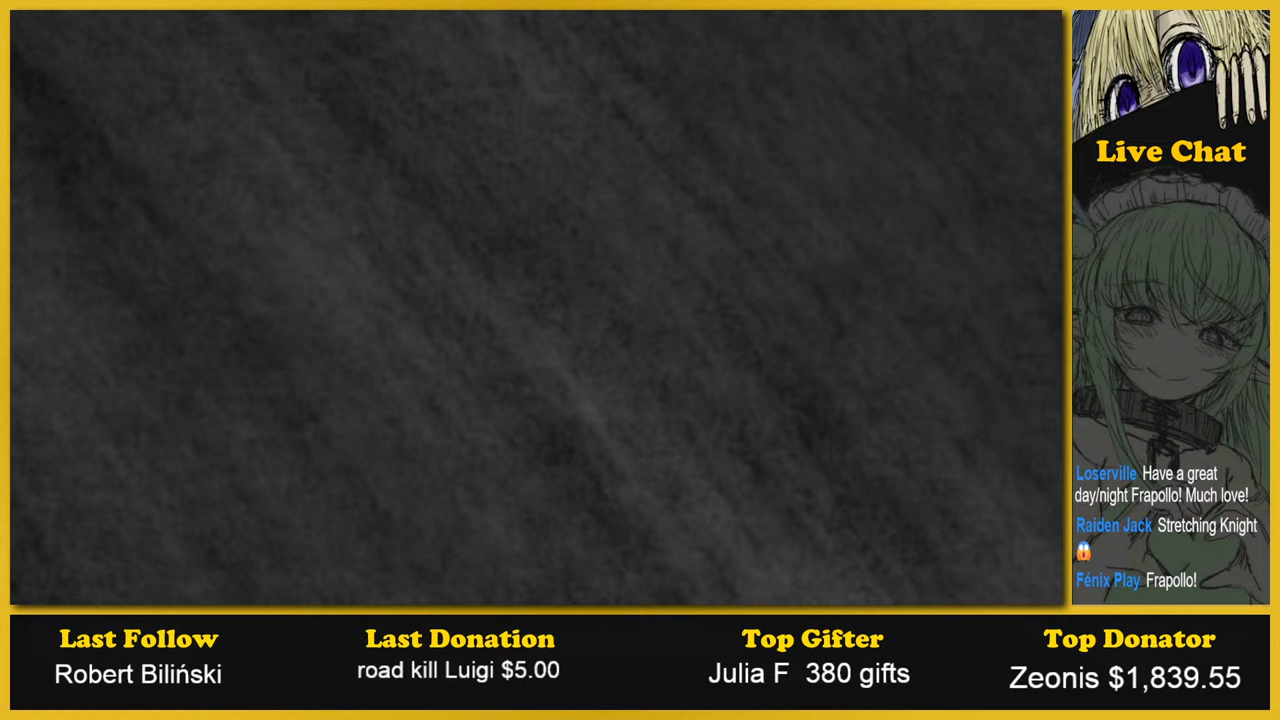 Live Chat
Loserville Have a great
day/night Frapollo! Much love!
Raiden Jack Stretching Knight
😱
Fénix Play Frapollo!
Last Follow
Robert Biliński
Last Donation
road kill Luigi $5.00
Top Gifter
Julia F 380 gifts
Top Donator
Zeonis $1,839.55